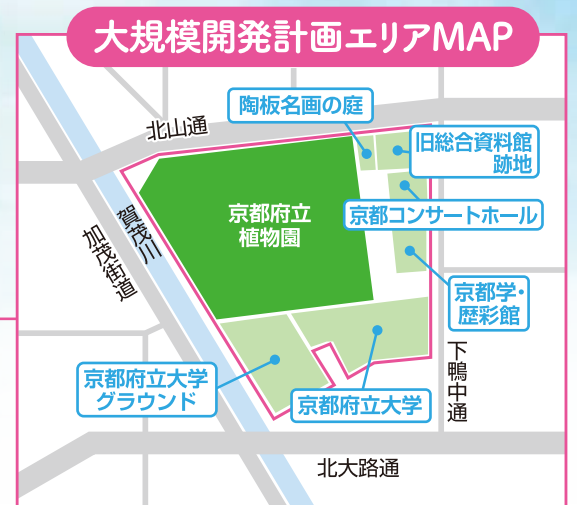 大規模開発計画エリアMAP
陶板名画の庭
北山通
旧総合資料館
跡地
京都府立
植物園
京都コンサートホール
賀茂川
加茂街道
京都学・
歴彩館
下鴨中通
京都府立大学
グラウンド
京都府立大学
北大路通